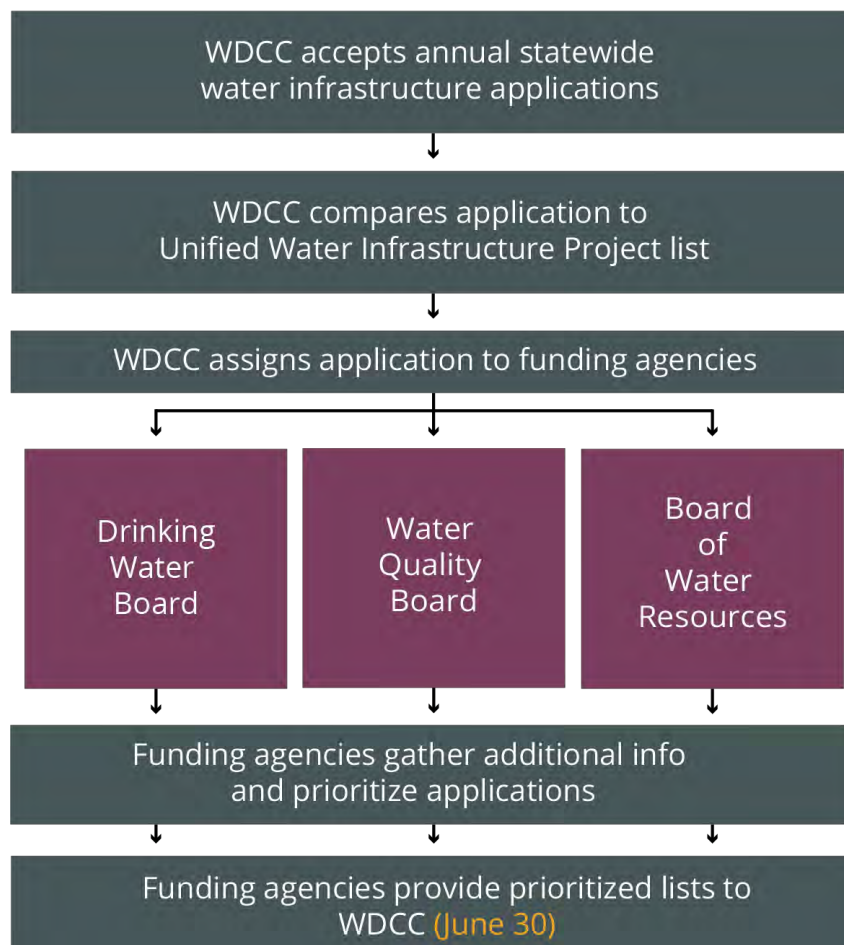 WDCC accepts annual statewide
water infrastructure applications
WDCC compares application to
Unified Water Infrastructure Project list
WDCC assigns application to funding agencies
Drinking
Water
Board
Water
Quality
Board
Board
of
Water
Resources
Funding agencies gather additional info
and prioritize applications
Funding agencies provide prioritized lists to
WDCC (June 30)